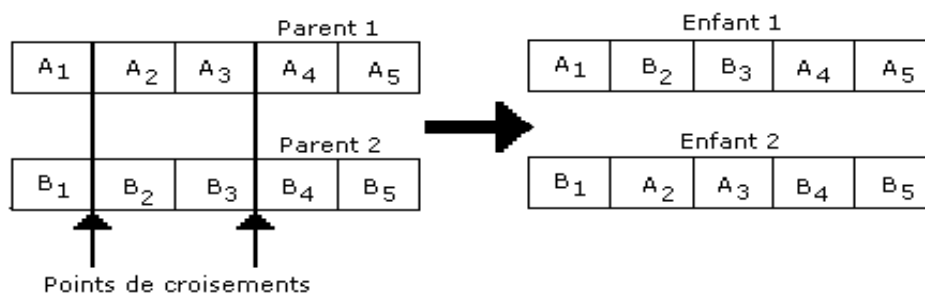 Parent 1
A1 A2 A3 A4 A5
Parent 2
B1 B2 B3 B4 B5
Points de croisements
Enfant 1
A1 B2 B3 A4 A5
Enfant 2
B1 A2 A3 B4 B5